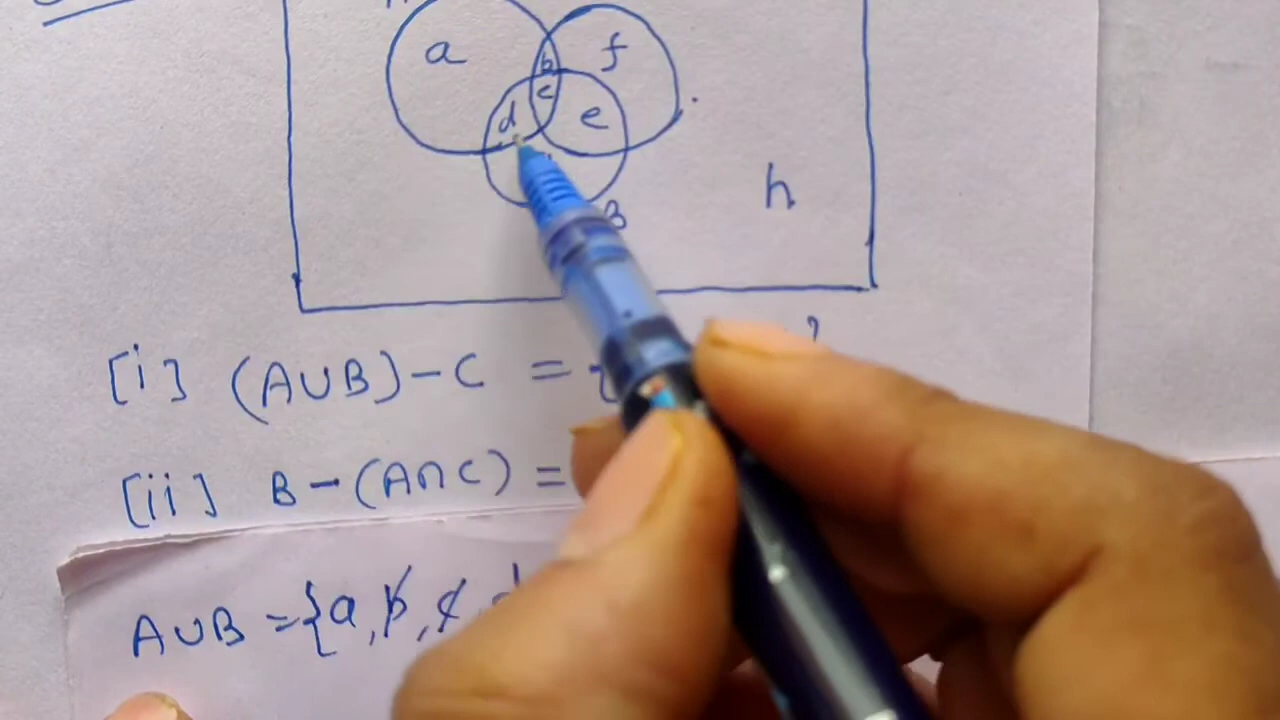 a
f
b
c
d
e
h
B
[i] (A∪B)-C = {
[ii] B-(A∩C) =
A∪B = {a, b, c, d